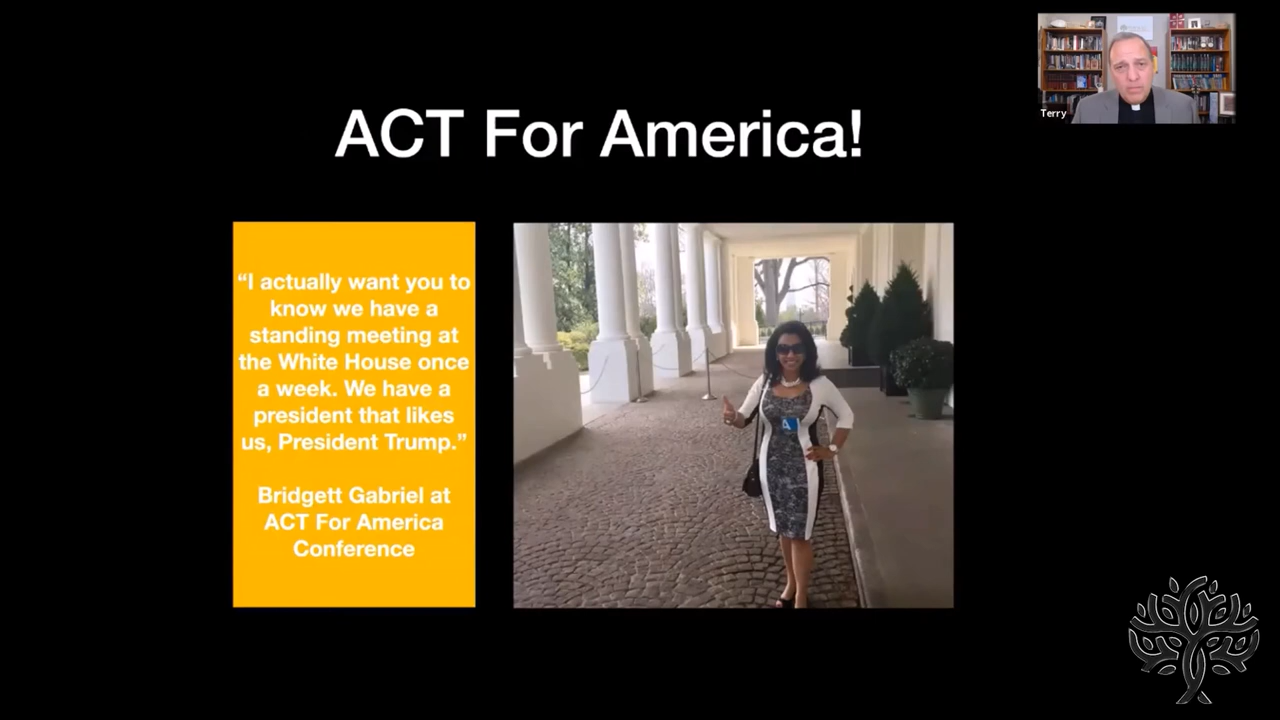 Terry
ACT For America!
“I actually want you to
know we have a
standing meeting at
the White House once
a week. We have a
president that likes
us, President Trump.”
Bridgett Gabriel at
ACT For America
Conference
A